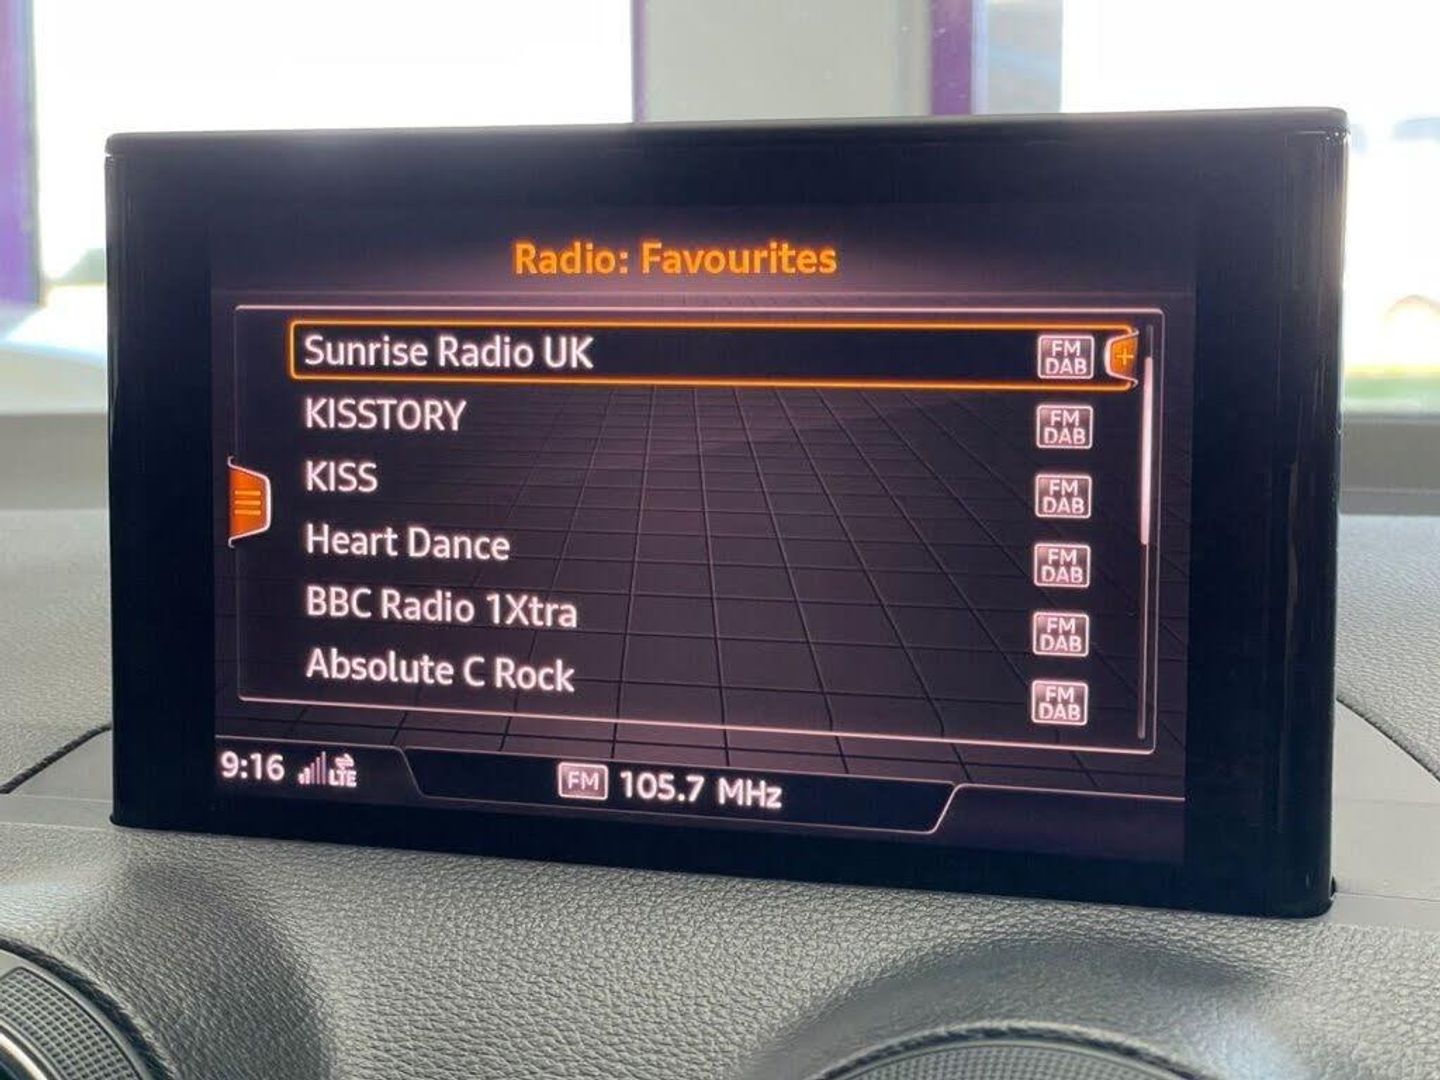 Radio: Favourites
Sunrise Radio UK FM DAB +
KISSTORY FM DAB
KISS FM DAB
Heart Dance FM DAB
BBC Radio 1Xtra FM DAB
Absolute C Rock FM DAB
9:16 LTE FM 105.7 MHz